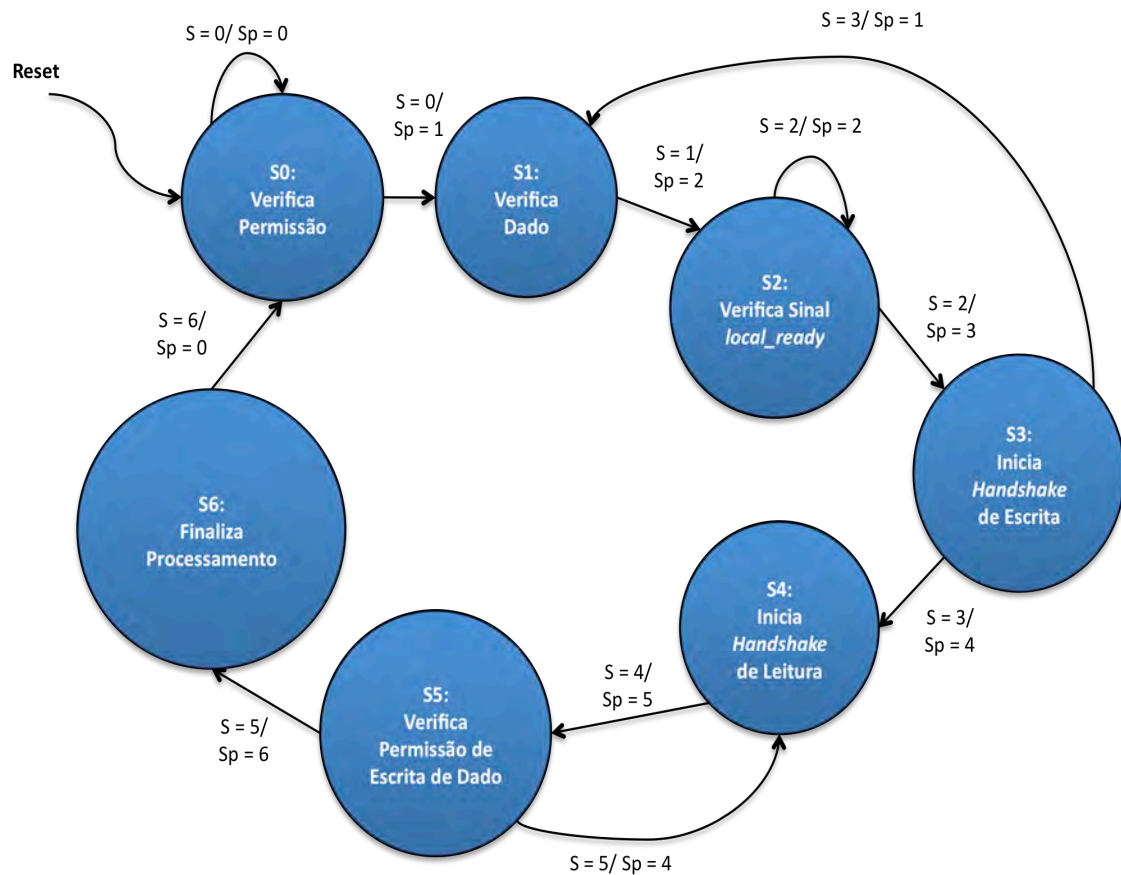 S = 3/ Sp = 1
S = 0/ Sp = 0
Reset
S = 0/
Sp = 1
S = 2/ Sp = 2
S = 1/
Sp = 2
S0:
Verifica
Permissão
S1:
Verifica
Dado
S2:
Verifica Sinal
local_ready
S = 2/
Sp = 3
S = 6/
Sp = 0
S3:
Inicia
Handshake
de Escrita
S6:
Finaliza
Processamento
S4:
Inicia
Handshake
de Leitura
S = 3/
Sp = 4
S = 4/
Sp = 5
S5:
Verifica
Permissão de
Escrita de Dado
S = 5/
Sp = 6
S = 5/ Sp = 4